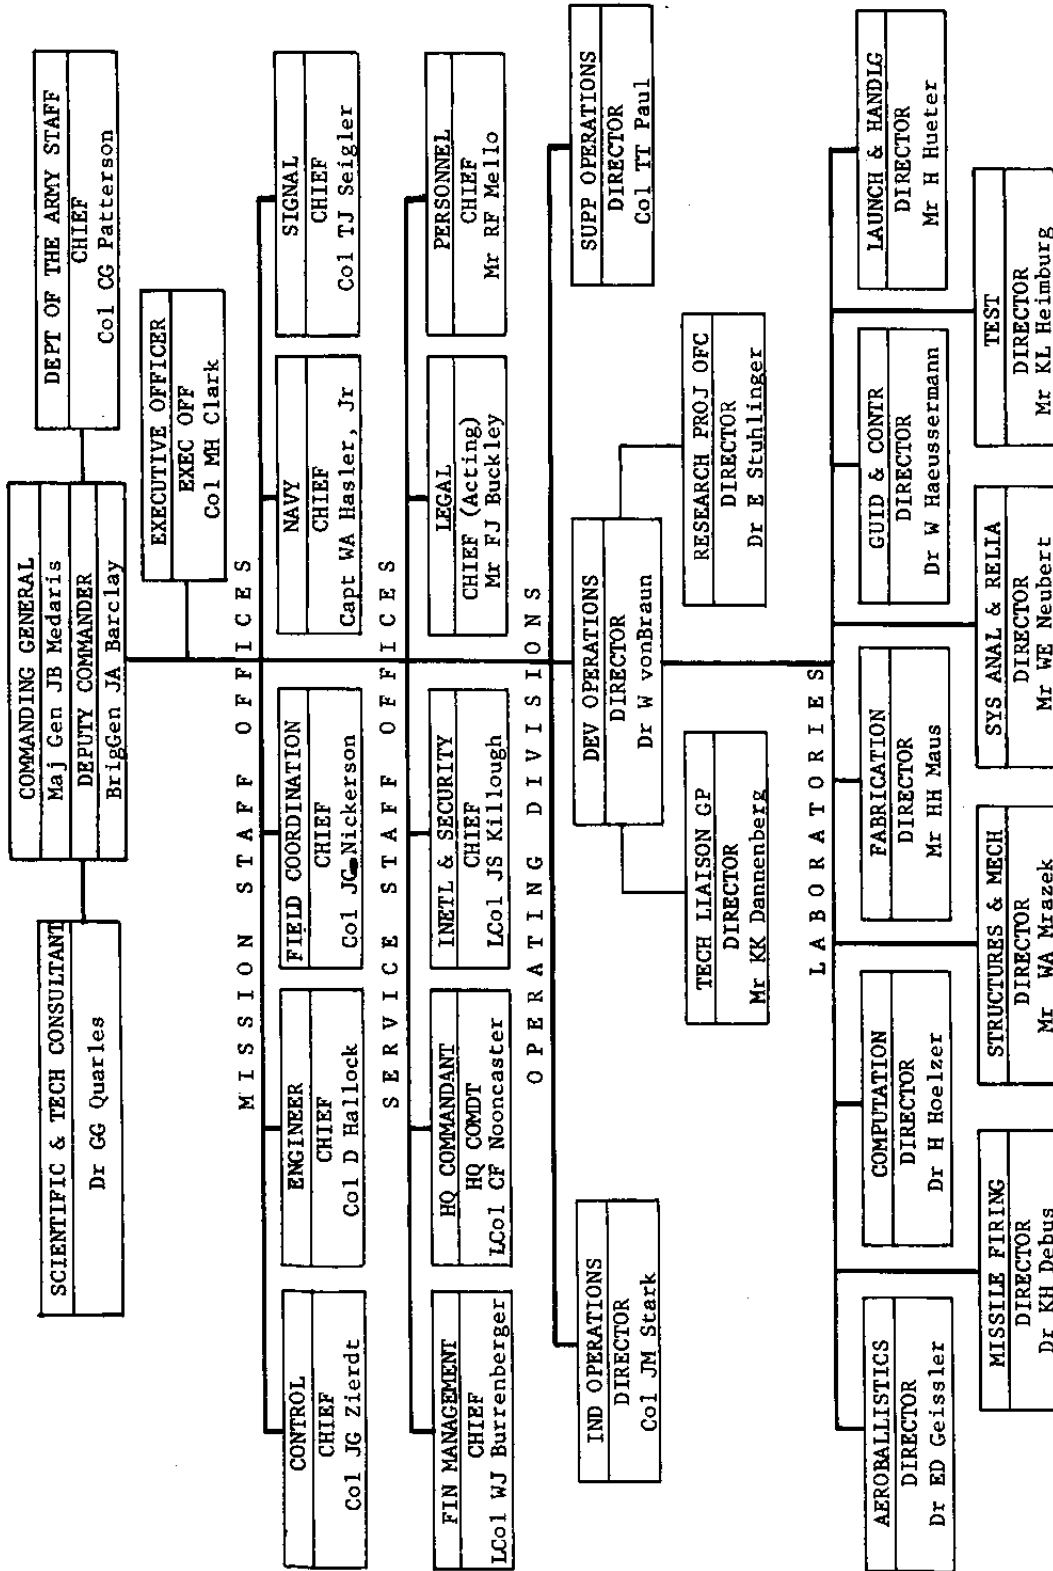 COMMANDING GENERAL
Maj Gen JB Medaris
DEPUTY COMMANDER
BrigGen JA Barclay
SCIENTIFIC & TECH CONSULTANT
Dr GG Quarles
DEPT OF THE ARMY STAFF
CHIEF
Col CG Patterson
EXECUTIVE OFFICER
EXEC OFF
Col MH Clark
MISSION STAFF OFFICES
CONTROL
CHIEF
Col JG Zierdt
ENGINEER
CHIEF
Col D Hallock
FIELD COORDINATION
CHIEF
Col JG Nickerson
NAVY
CHIEF
Capt WA Hasler, Jr
SIGNAL
CHIEF
Col TJ Seigler
SERVICE STAFF OFFICES
FIN MANAGEMENT
CHIEF
LCol WJ Burrenberger
HQ COMMANDANT
HQ COMDT
LCol CF Nooncaster
INETL & SECURITY
CHIEF
LCol JS Killough
LEGAL
CHIEF (Acting)
Mr FJ Buckley
PERSONNEL
CHIEF
Mr RF Mello
OPERATING DIVISIONS
IND OPERATIONS
DIRECTOR
Col JM Stark
DEV OPERATIONS
DIRECTOR
Dr W vonBraun
SUPP OPERATIONS
DIRECTOR
Col TT Paul
TECH LIAISON GP
DIRECTOR
Mr KK Dannenberg
RESEARCH PROJ OFC
DIRECTOR
Dr E Stuhlinger
LABORATORIES
AEROBALLISTICS
DIRECTOR
Dr ED Geissler
COMPUTATION
DIRECTOR
Dr H Hoelzer
FABRICATION
DIRECTOR
Mr HH Maus
GUID & CONTR
DIRECTOR
Dr W Haeussermann
LAUNCH & HANDLG
DIRECTOR
Mr H Hueter
MISSILE FIRING
DIRECTOR
Dr KH Debus
STRUCTURES & MECH
DIRECTOR
Mr WA Mrazek
SYS ANAL & RELIA
DIRECTOR
Mr WE Neubert
TEST
DIRECTOR
Mr KL Heimburg